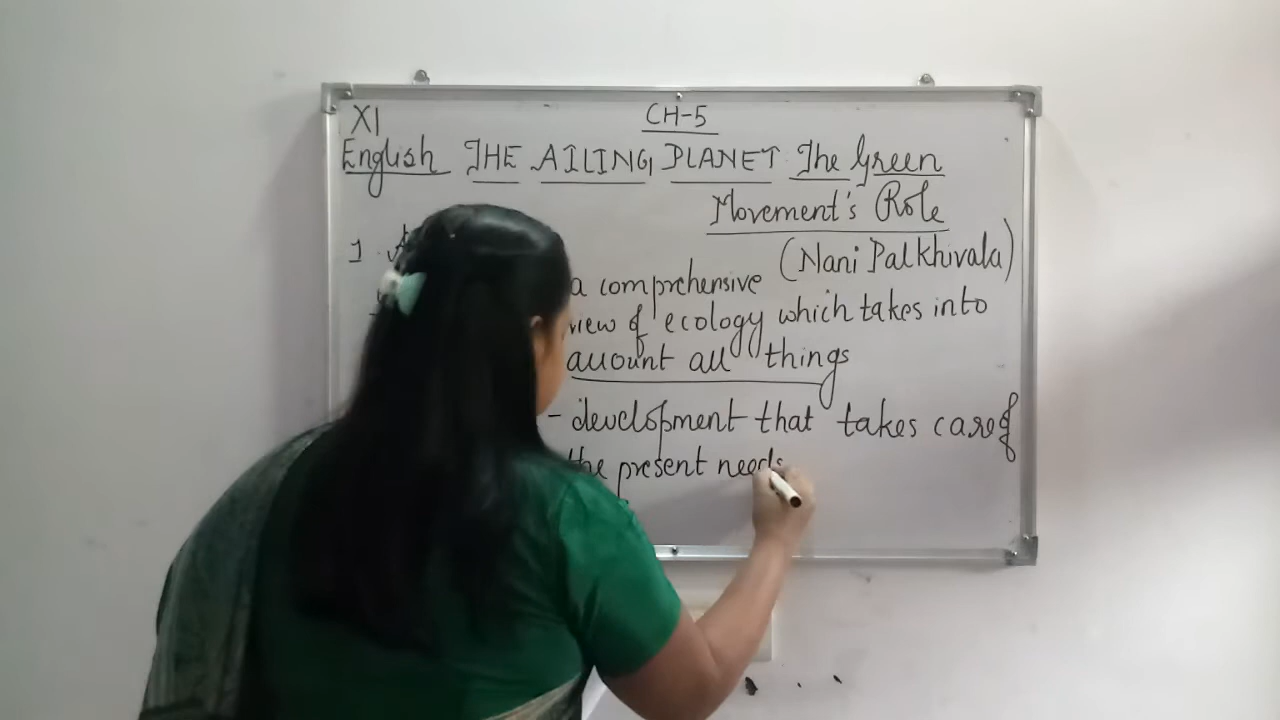 XI
CH-5
English THE AILING PLANET The Green
Movement's Role
(Nani Palkhivala)
1.
a comprehensive
view of ecology which takes into
account all things
- development that takes care of
the present needs